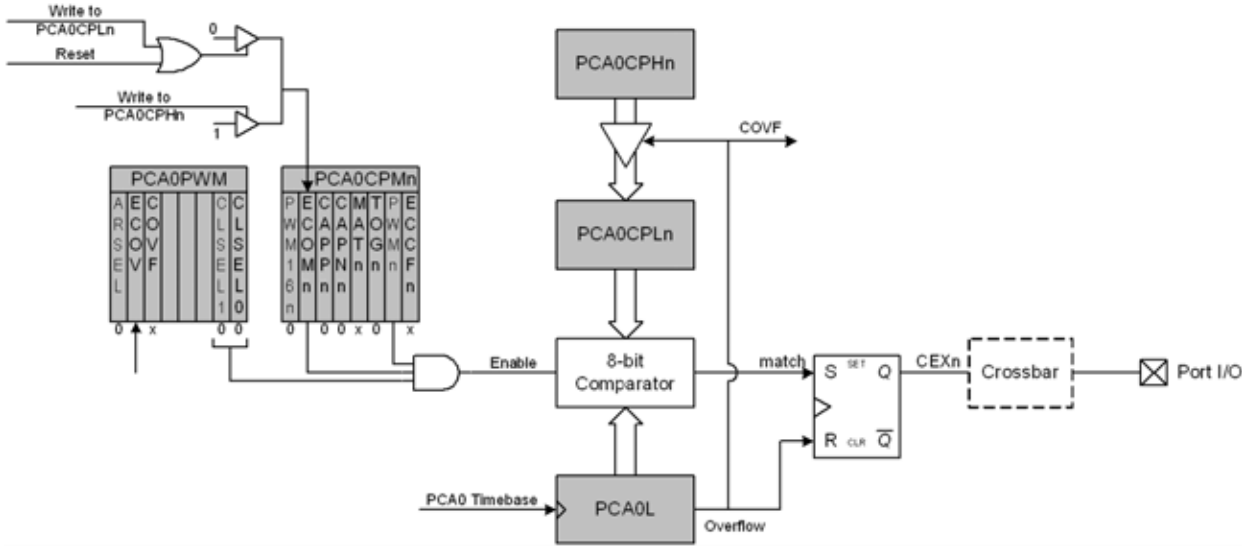 Write to
PCA0CPLn
Reset
0
Write to
PCA0CPHn
1
PCA0CPHn
COVF
PCA0PWM
ARSEL
ECOV
COVF
CLSEL1
CLSEL0
0
x
0
0
PCA0CPMn
PWM16n
ECOMn
CAPPn
CAPNn
MATn
TOGn
PWMn
ECCFn
0
0
0
x
0
x
PCA0CPLn
Enable
8-bit
Comparator
match
S SET Q
R CLR Q
CEXn
Crossbar
Port I/O
PCA0 Timebase
PCA0L
Overflow